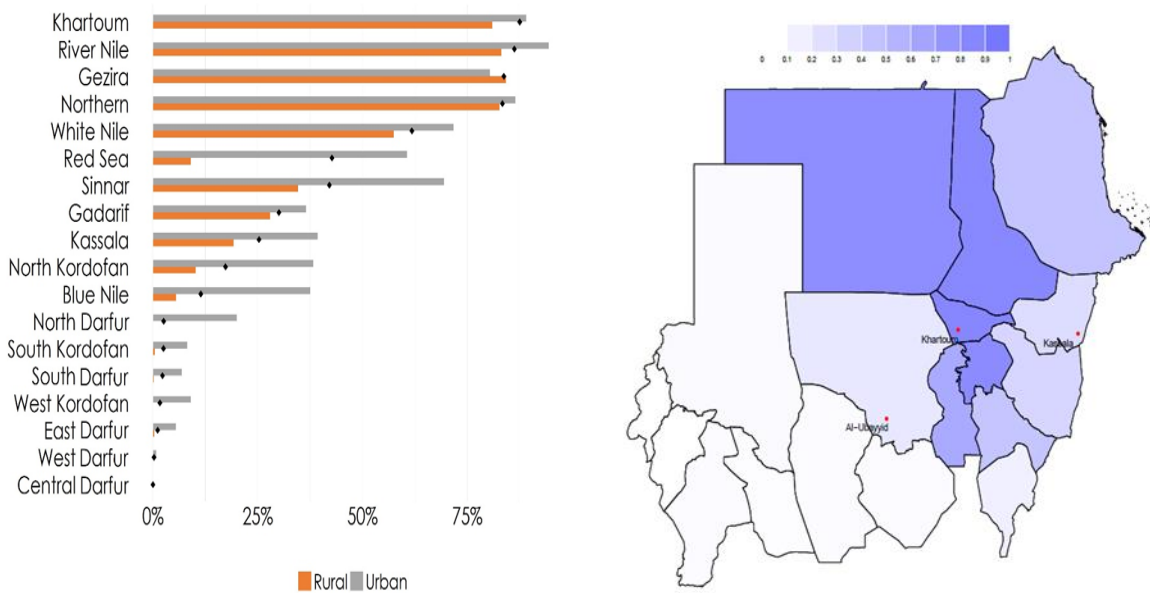 Khartoum
River Nile
Gezira
Northern
White Nile
Red Sea
Sinnar
Gadarif
Kassala
North Kordofan
Blue Nile
North Darfur
South Kordofan
South Darfur
West Kordofan
East Darfur
West Darfur
Central Darfur
0% 25% 50% 75%
Rural Urban
0 0.1 0.2 0.3 0.4 0.5 0.6 0.7 0.8 0.9 1
Khartoum
Kassala
Al-Ubayyid